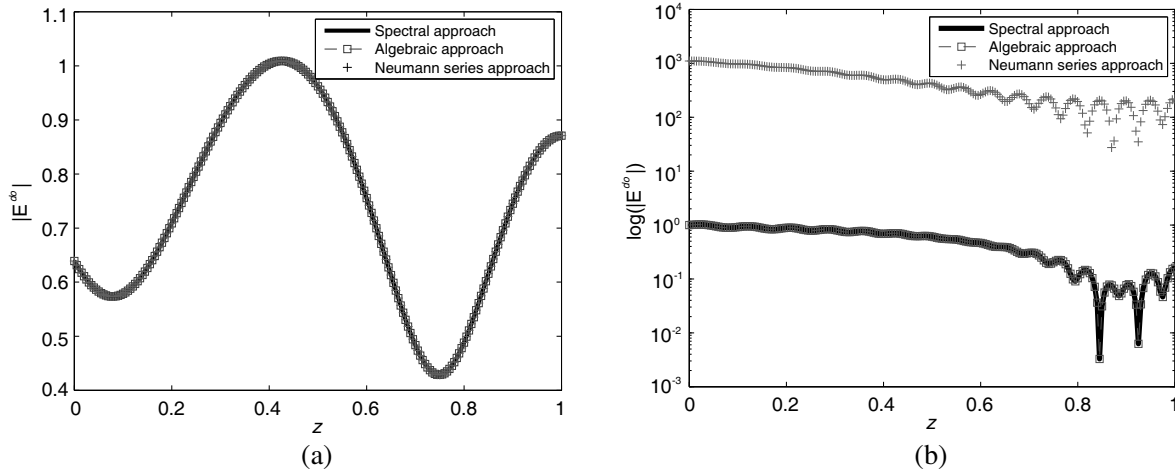 1.1
1
0.9
0.8
0.7
0.6
0.5
0.4
|E^do|
Spectral approach
Algebraic approach
Neumann series approach
0 0.2 0.4 0.6 0.8 1
z
(a)
10^4
10^3
10^2
10^1
10^0
10^-1
10^-2
10^-3
log(|E^do|)
Spectral approach
Algebraic approach
Neumann series approach
0 0.2 0.4 0.6 0.8 1
z
(b)